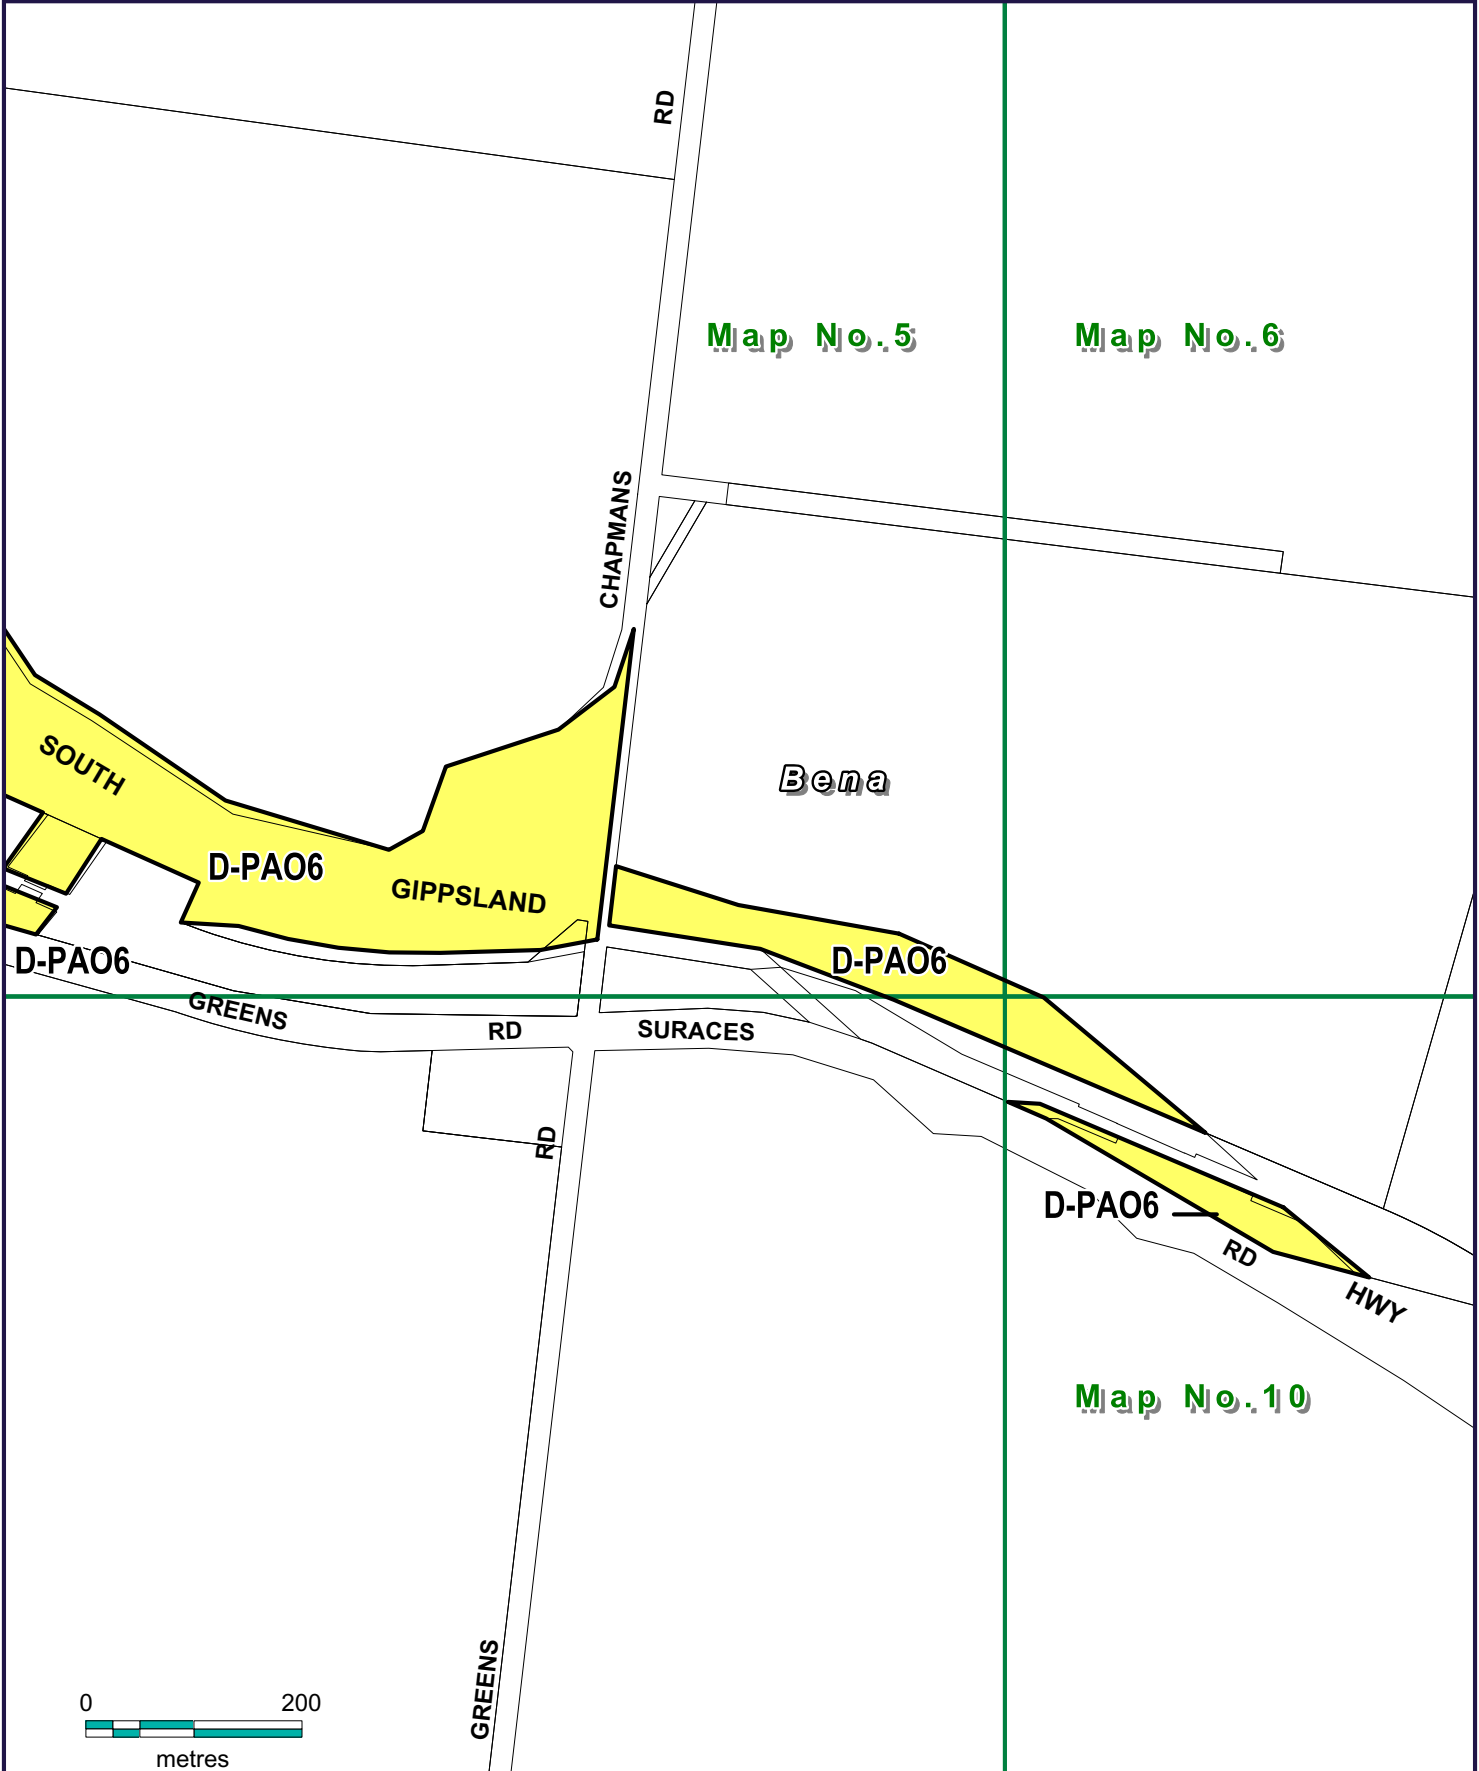 RD
Map No.5
Map No.6
CHAPMANS
SOUTH
Bena
D-PAO6
GIPPSLAND
D-PAO6
D-PAO6
GREENS
RD
SURACES
RD
D-PAO6
RD
HWY
Map No.10
GREENS
0 200
metres